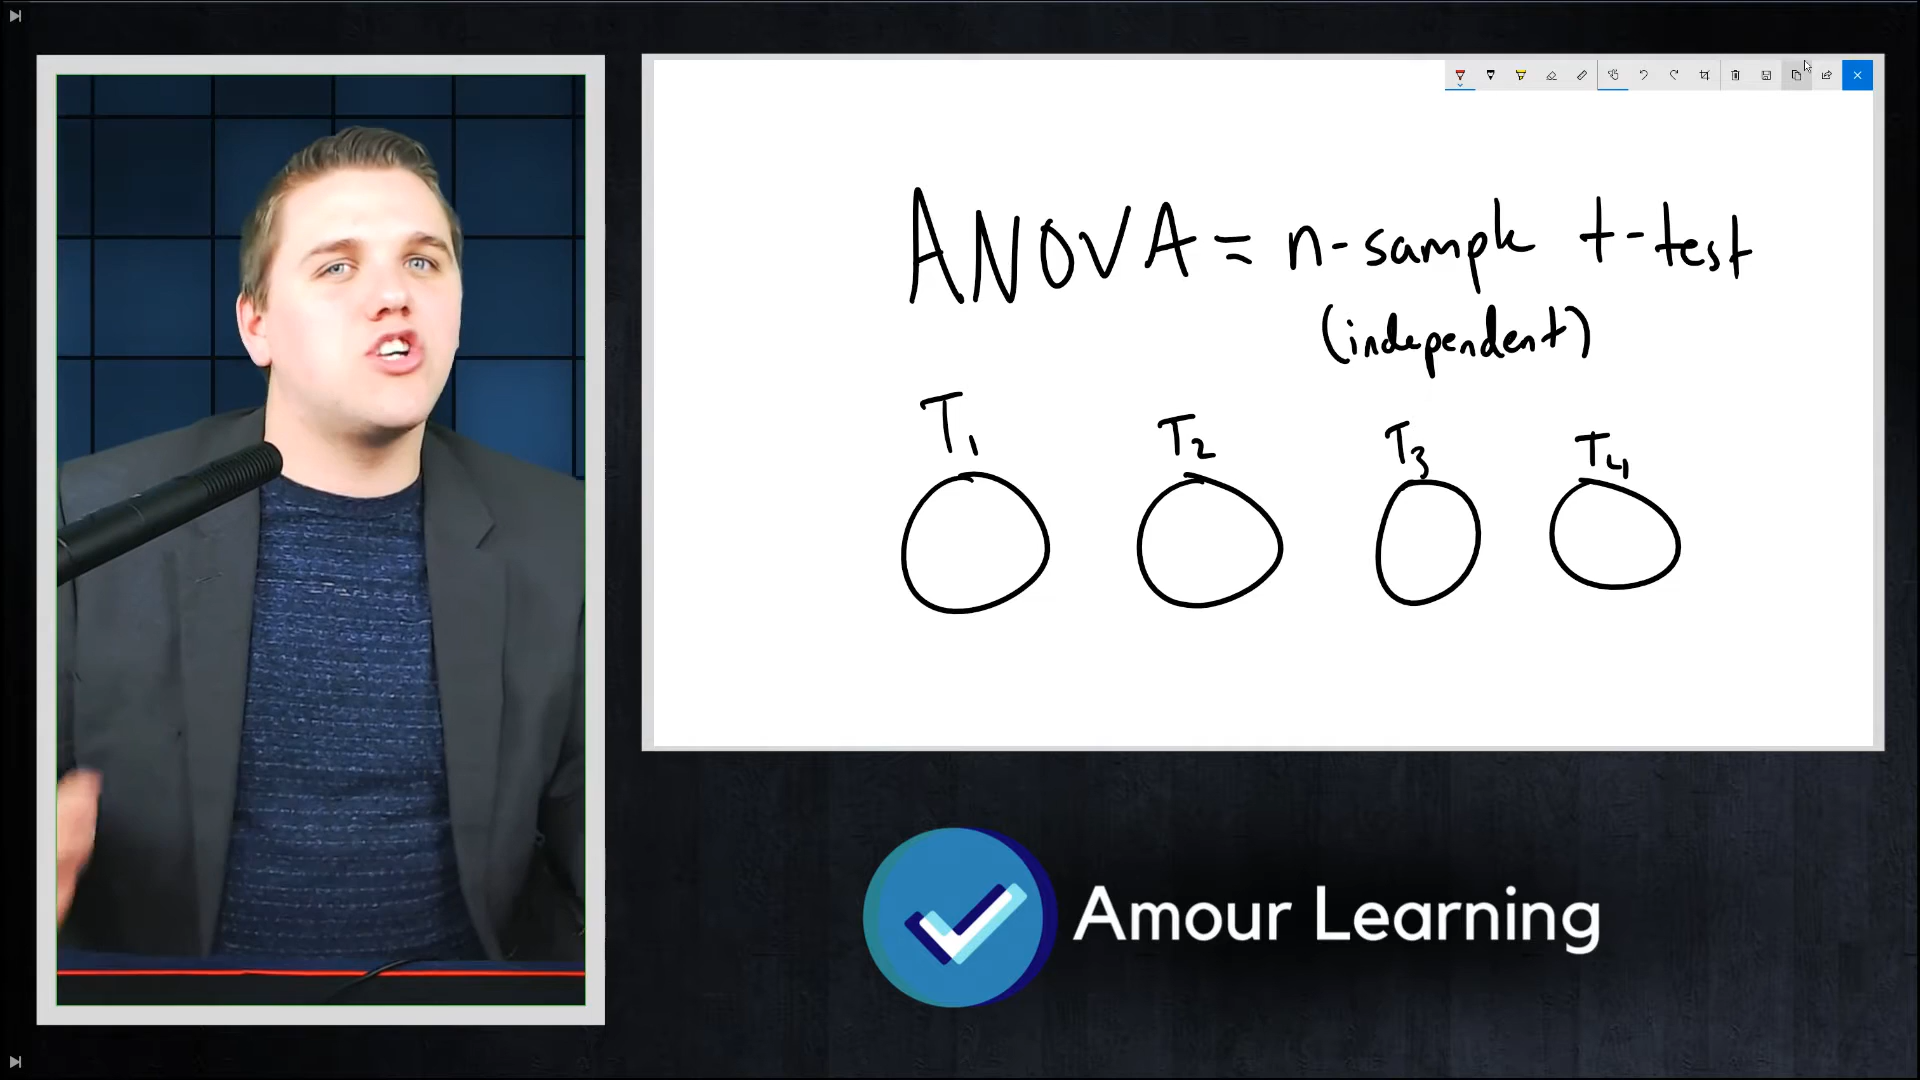 ANOVA = n-sample t-test
(independent)
T1 T2 T3 T4
Amour Learning